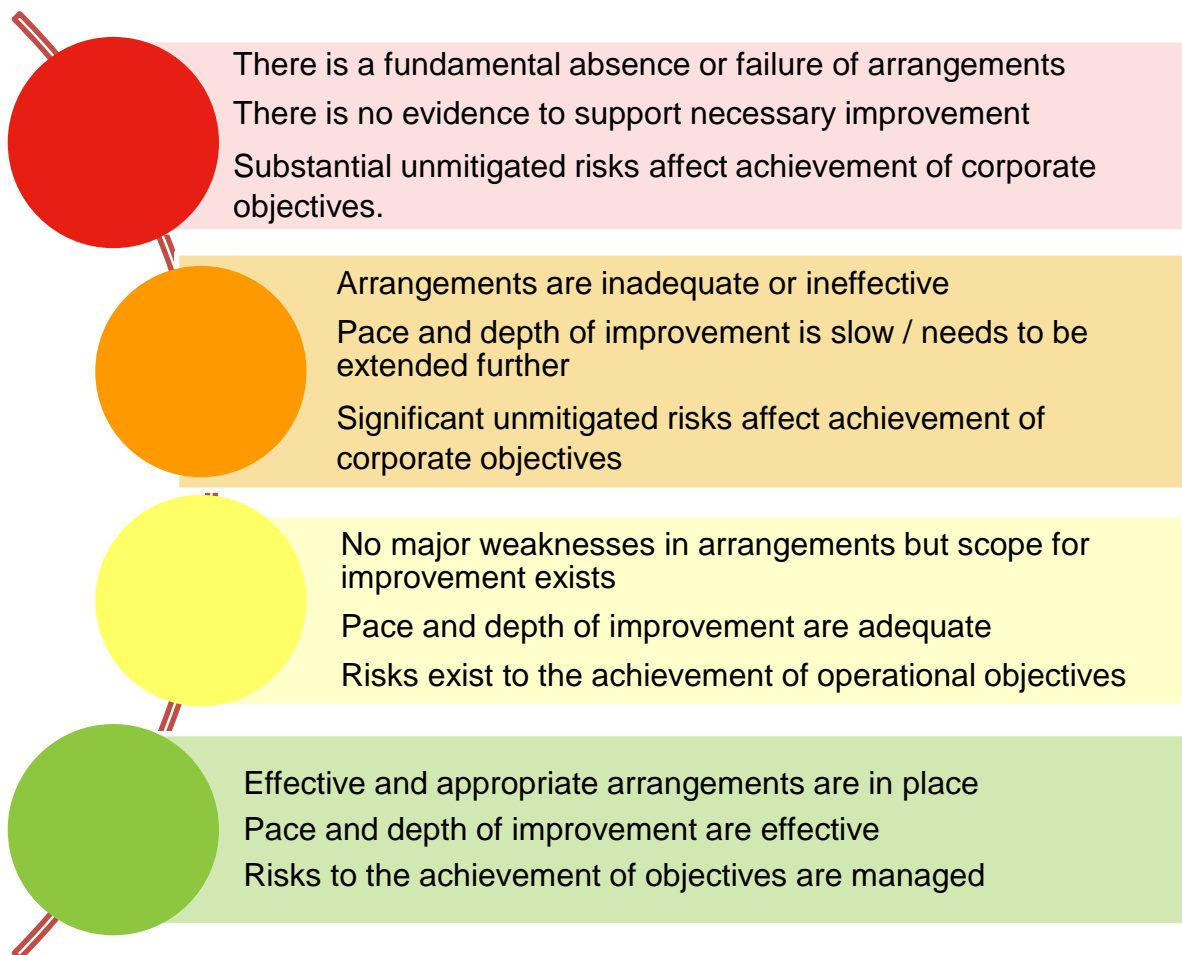 There is a fundamental absence or failure of arrangements
There is no evidence to support necessary improvement
Substantial unmitigated risks affect achievement of corporate
objectives.
Arrangements are inadequate or ineffective
Pace and depth of improvement is slow / needs to be
extended further
Significant unmitigated risks affect achievement of
corporate objectives
No major weaknesses in arrangements but scope for
improvement exists
Pace and depth of improvement are adequate
Risks exist to the achievement of operational objectives
Effective and appropriate arrangements are in place
Pace and depth of improvement are effective
Risks to the achievement of objectives are managed